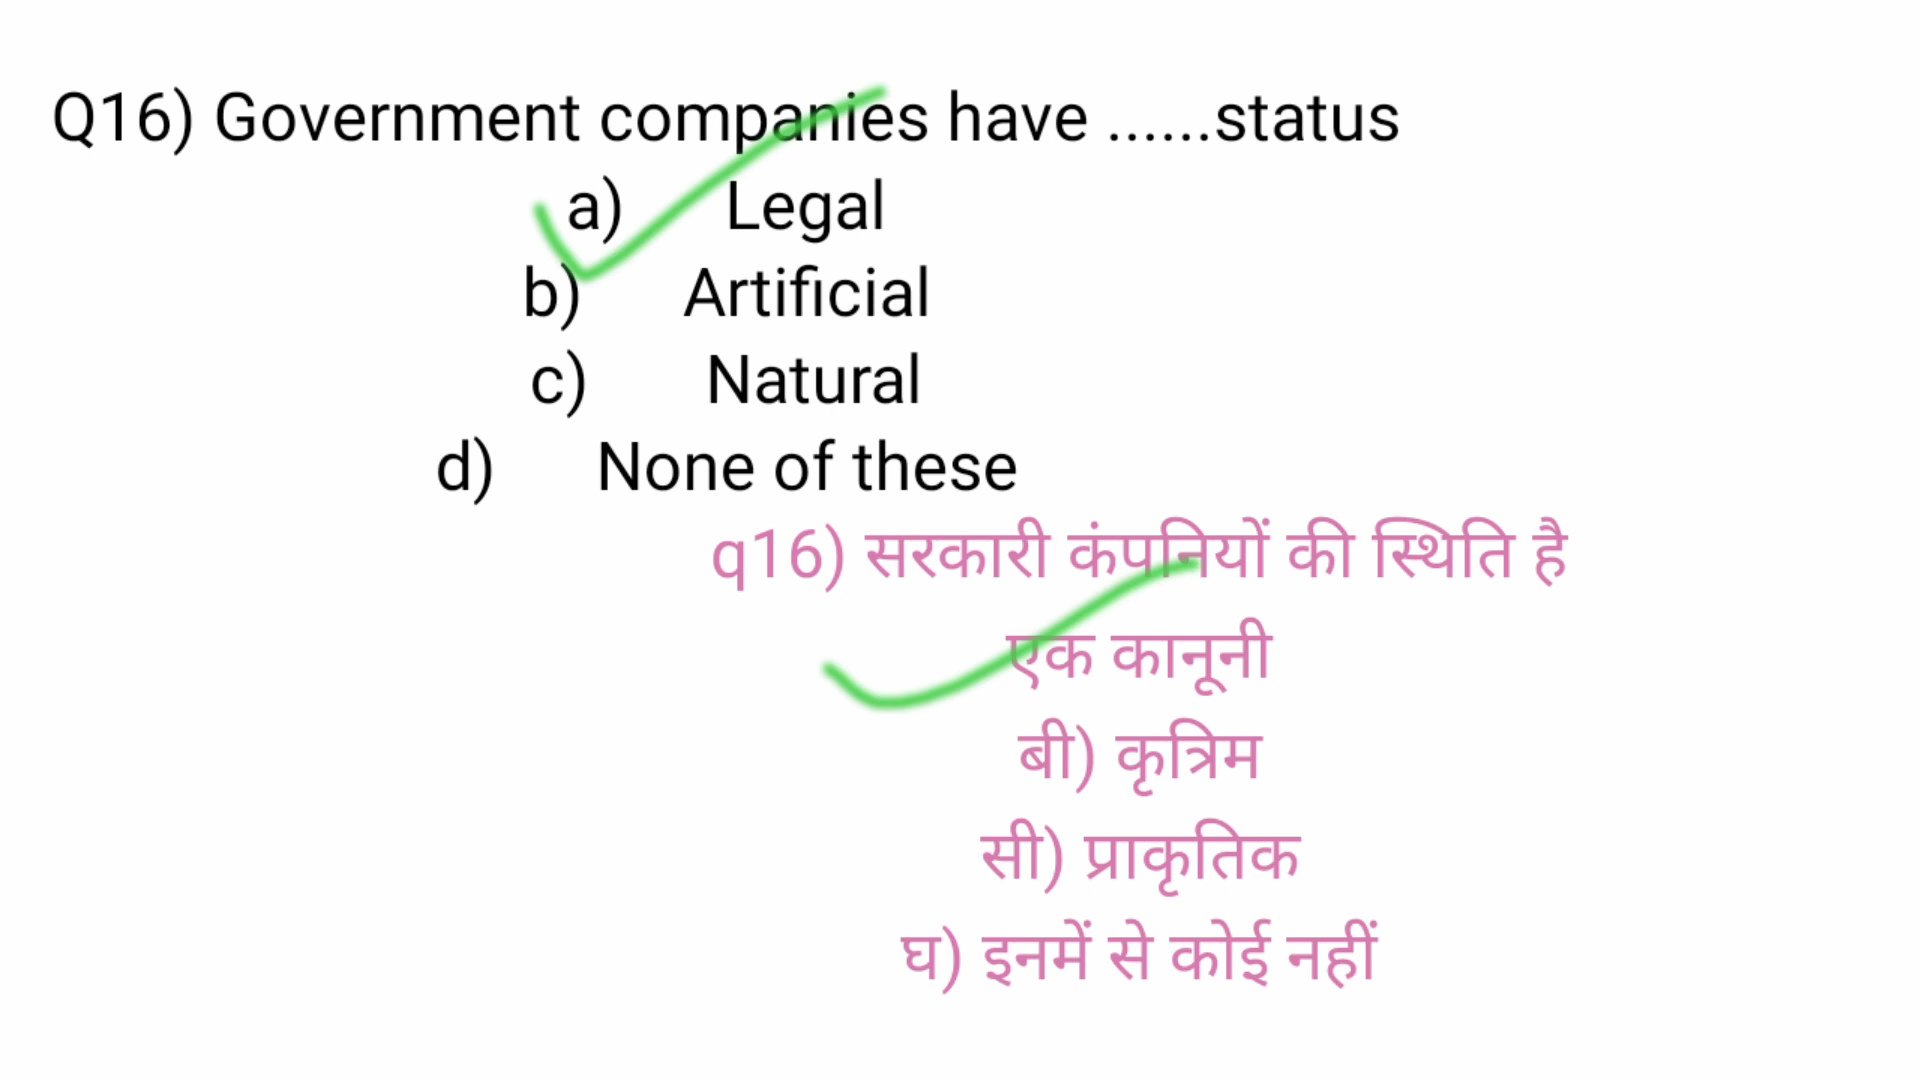 Q16) Government companies have ......status
a) Legal
b) Artificial
c) Natural
d) None of these
q16) सरकारी कंपनियों की स्थिति है
एक कानूनी
बी) कृत्रिम
सी) प्राकृतिक
घ) इनमें से कोई नहीं